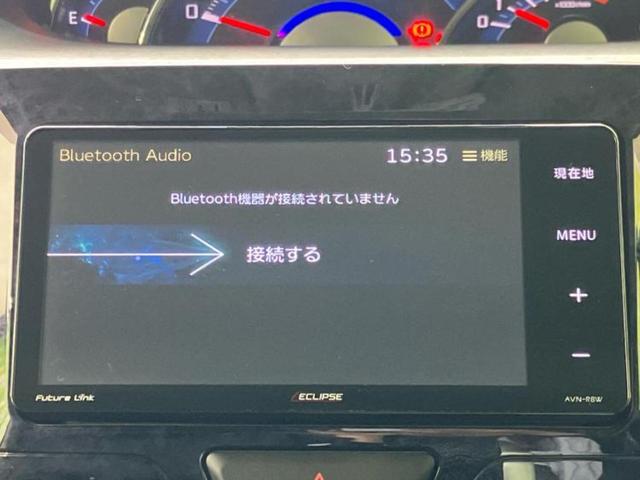 E
0
0
1
Bluetooth Audio
15:35
機能
現在地
Bluetooth機器が接続されていません
MENU
接続する
+
−
Future Link
ECLIPSE
AVN-R8W